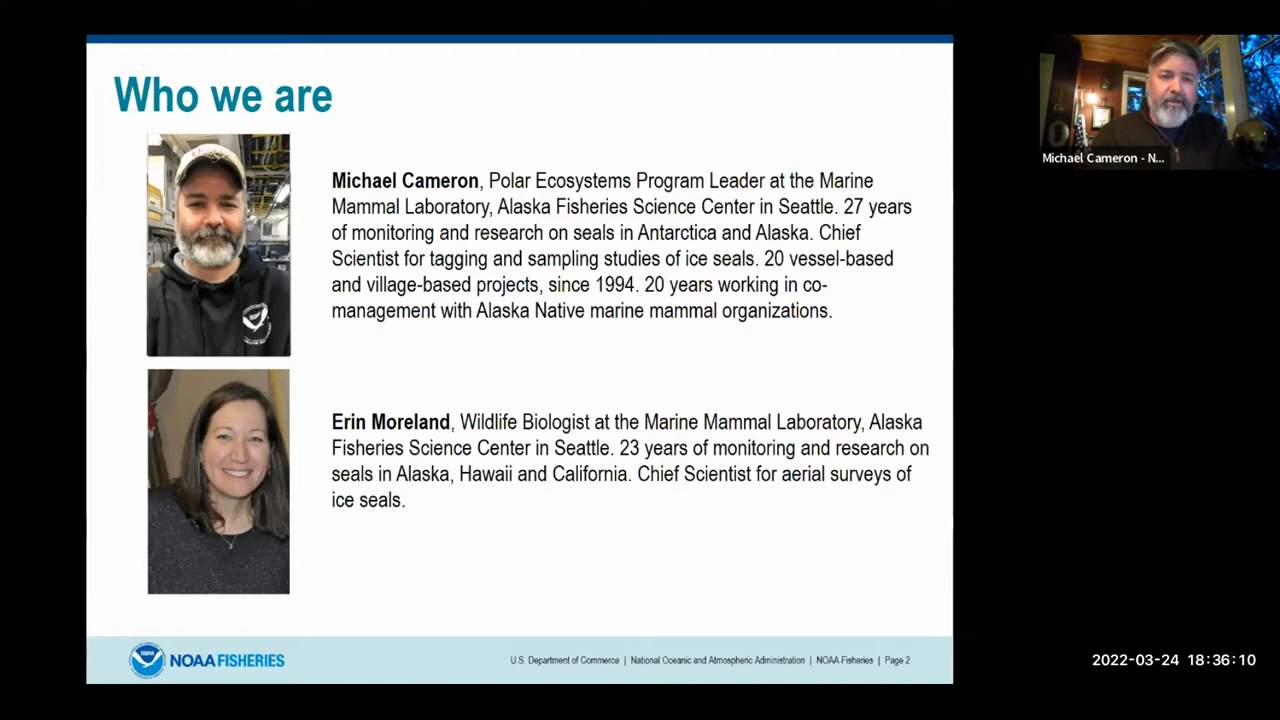 Who we are
Michael Cameron, Polar Ecosystems Program Leader at the Marine
Mammal Laboratory, Alaska Fisheries Science Center in Seattle. 27 years
of monitoring and research on seals in Antarctica and Alaska. Chief
Scientist for tagging and sampling studies of ice seals. 20 vessel-based
and village-based projects, since 1994. 20 years working in co-
management with Alaska Native marine mammal organizations.
Erin Moreland, Wildlife Biologist at the Marine Mammal Laboratory, Alaska
Fisheries Science Center in Seattle. 23 years of monitoring and research on
seals in Alaska, Hawaii and California. Chief Scientist for aerial surveys of
ice seals.
NOAA
NOAA FISHERIES
U.S. Department of Commerce | National Oceanic and Atmospheric Administration | NOAA Fisheries | Page 2
Michael Cameron - N...
2022-03-24 18:36:10